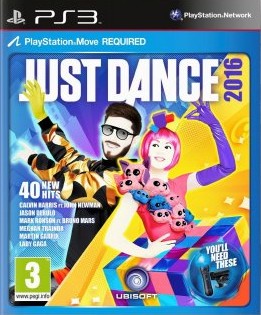 PS3
PlayStation Network
PlayStation Move REQUIRED
JUST DANCE
2016
40 NEW HITS
CALVIN HARRIS FT. JOHN NEWMAN
JASON DERULO
MARK RONSON FT. BRUNO MARS
MEGHAN TRAINOR
MARTIN GARRIX
LADY GAGA
YOU'LL
NEED
THESE
3
www.pegi.info
UBISOFT